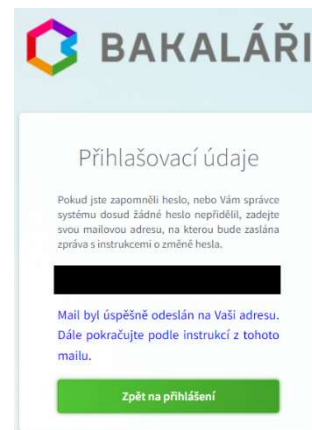 BAKALÁŘI
Přihlašovací údaje
Pokud jste zapomněli heslo, nebo Vám správce
systému dosud žádné heslo nepřidělil, zadejte
svou mailovou adresu, na kterou bude zaslána
zpráva s instrukcemi o změně hesla.
Mail byl úspěšně odeslán na Vaši adresu.
Dále pokračujte podle instrukcí z tohoto
mailu.
Zpět na přihlášení